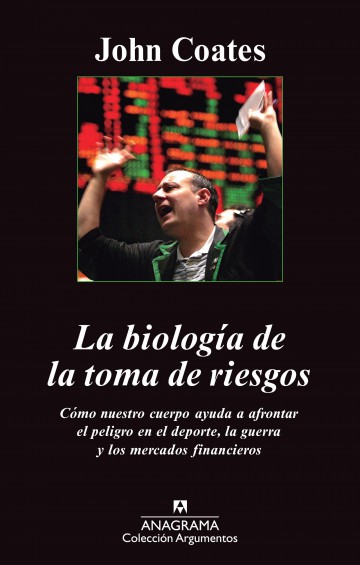 John Coates
La biología de
la toma de riesgos
Cómo nuestro cuerpo ayuda a afrontar
el peligro en el deporte, la guerra
y los mercados financieros
ANAGRAMA
Colección Argumentos